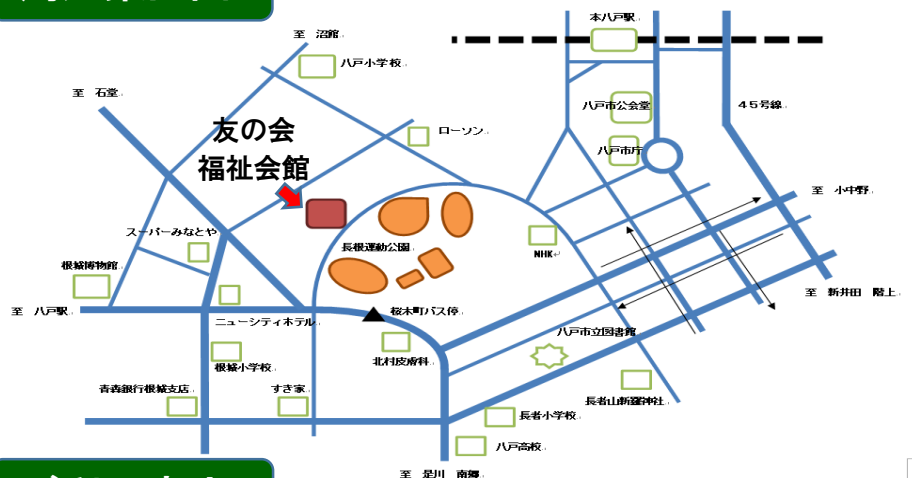 本八戸駅
至　沼館
八戸小学校
至　石堂
八戸市公会堂
45号線
友の会
福祉会館
ローソン
八戸市庁
至　小中野
スーパーみなとや
長根運動公園
NHK
根城博物館
至　新井田　階上
至　八戸駅
ニューシティホテル
桜木町バス停
八戸市立図書館
根城小学校
北村皮膚科
青森銀行根城支店
すき家
長者山新羅神社
長者小学校
八戸高校
至　是川　南郷